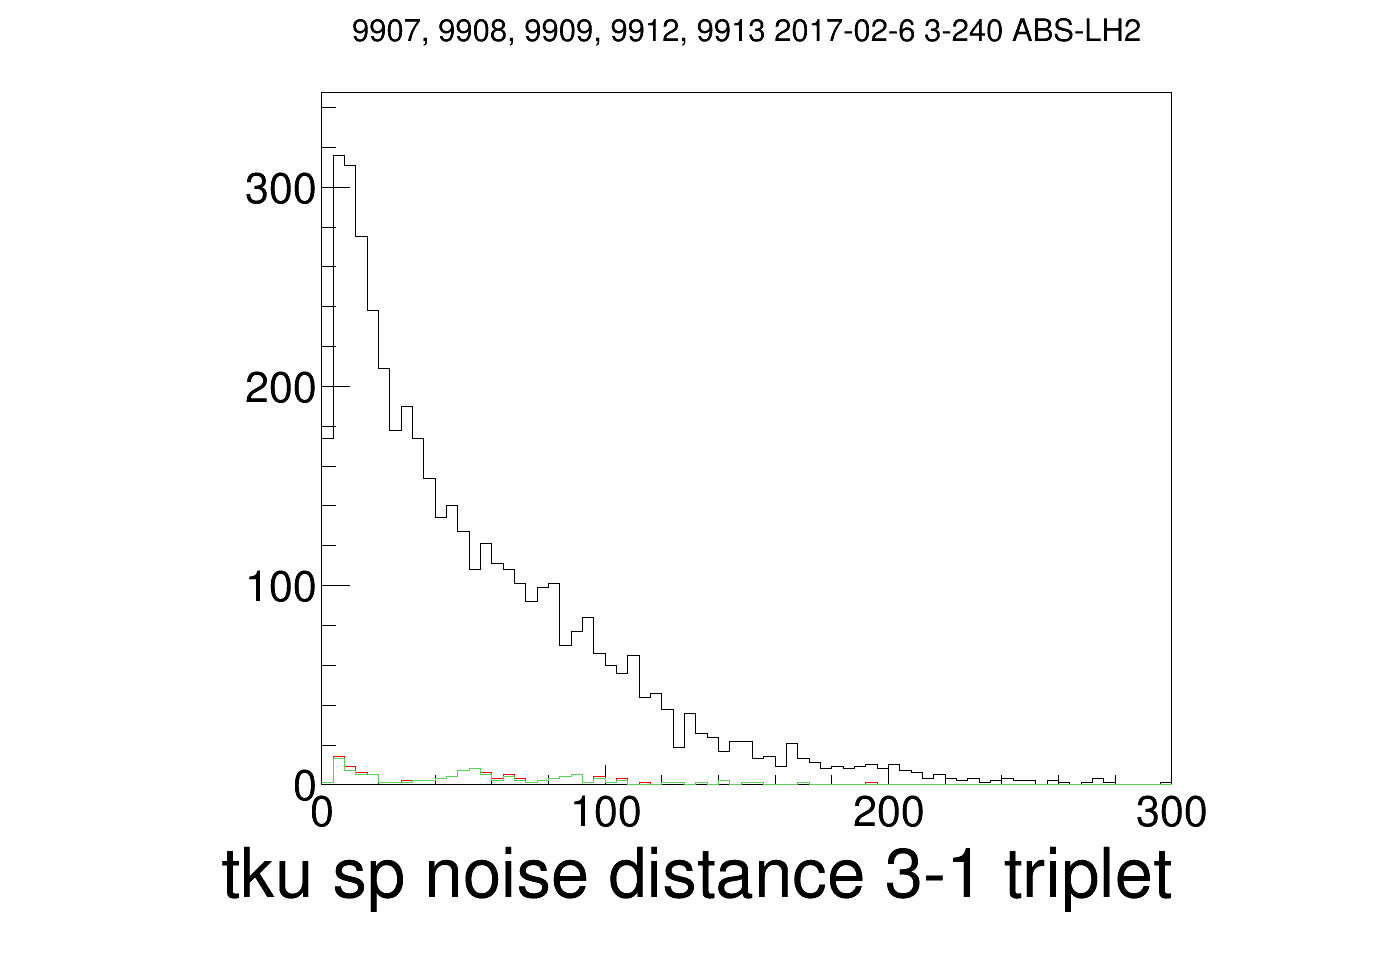 9907, 9908, 9909, 9912, 9913 2017-02-6 3-240 ABS-LH2
300
200
100
0
0 100 200 300
tku sp noise distance 3-1 triplet